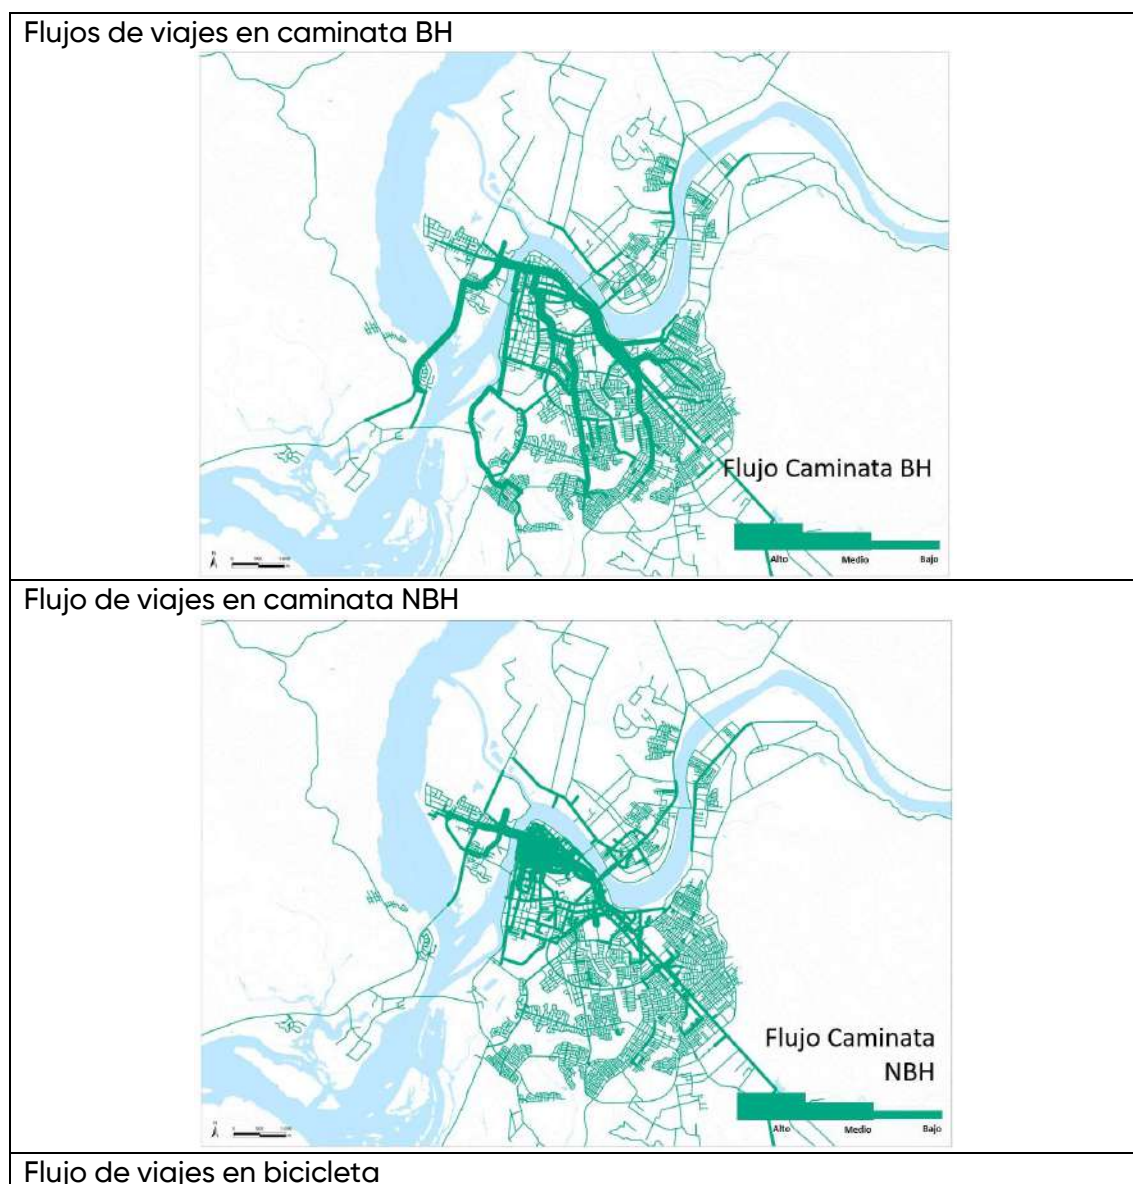 Flujos de viajes en caminata BH
Flujo Caminata BH
Alto Medio Bajo
N
Flujo de viajes en caminata NBH
Flujo Caminata
NBH
Alto Medio Bajo
Flujo de viajes en bicicleta